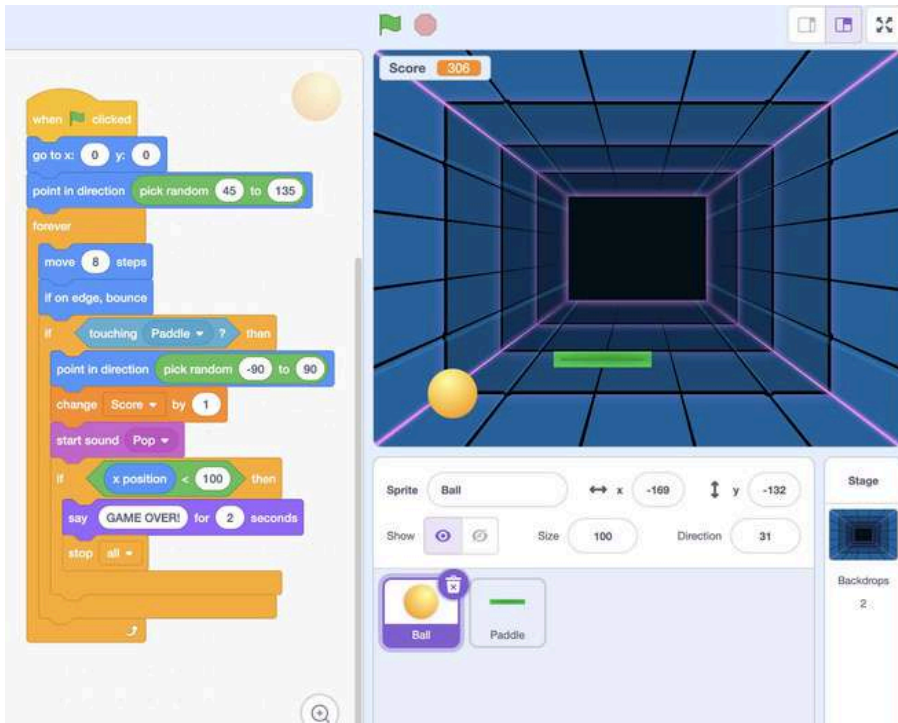 Score 306
when clicked
go to x: 0 y: 0
point in direction pick random 45 to 135
forever
move 8 steps
if on edge, bounce
if touching Paddle ? then
point in direction pick random -90 to 90
change Score by 1
start sound Pop
if x position < 100 then
say GAME OVER! for 2 seconds
stop all
Sprite Ball x -169 y -132
Show Size 100 Direction 31
Ball Paddle
Stage
Backdrops
2